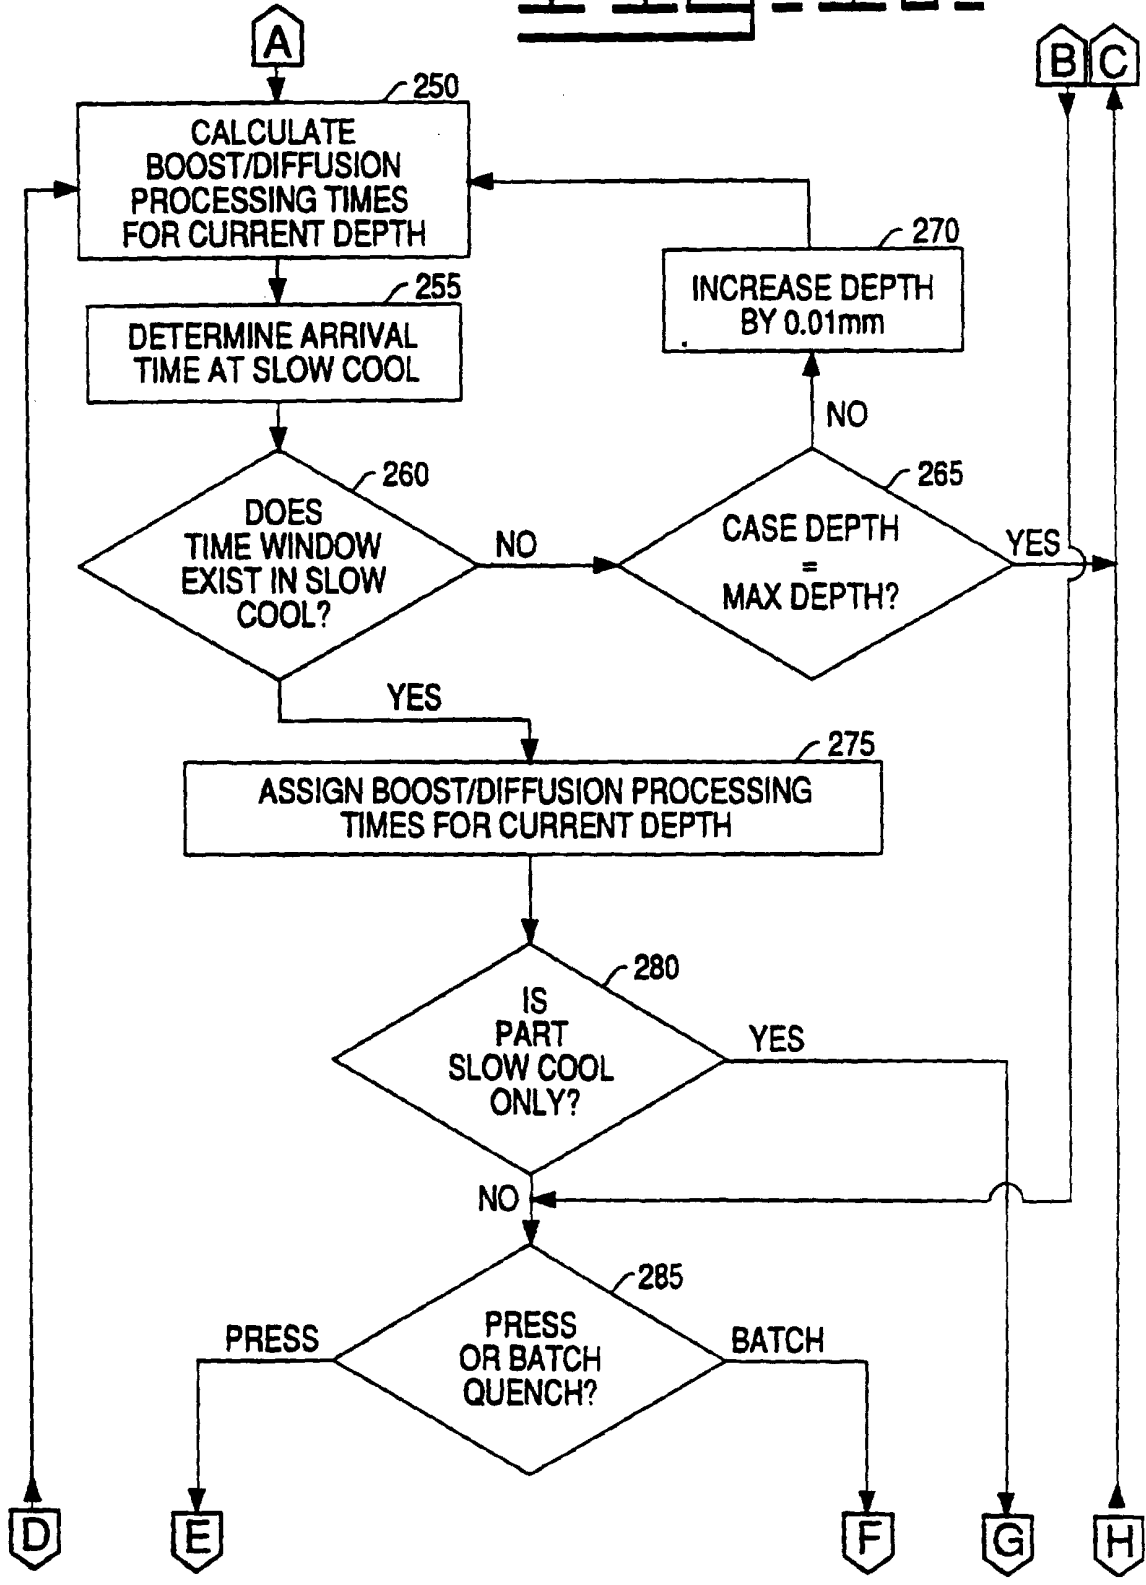 A
B C
250
CALCULATE
BOOST/DIFFUSION
PROCESSING TIMES
FOR CURRENT DEPTH
270
INCREASE DEPTH
BY 0.01mm
255
DETERMINE ARRIVAL
TIME AT SLOW COOL
NO
260
DOES
TIME WINDOW
EXIST IN SLOW
COOL?
NO
265
CASE DEPTH
=
MAX DEPTH?
YES
YES
275
ASSIGN BOOST/DIFFUSION PROCESSING
TIMES FOR CURRENT DEPTH
280
IS
PART
SLOW COOL
ONLY?
YES
NO
285
PRESS
OR BATCH
QUENCH?
PRESS
BATCH
D
E
F
G
H